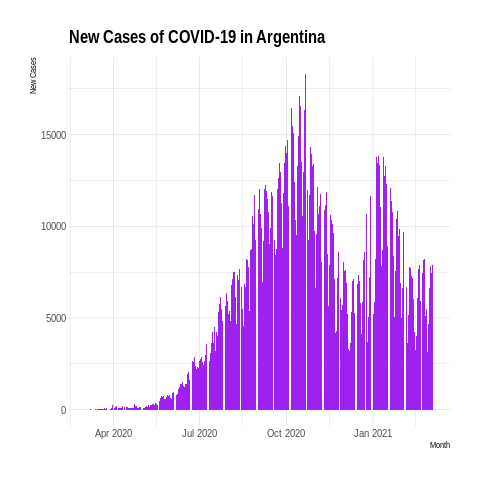 New Cases of COVID-19 in Argentina
New Cases
15000
10000
5000
0
Apr 2020 Jul 2020 Oct 2020 Jan 2021
Month